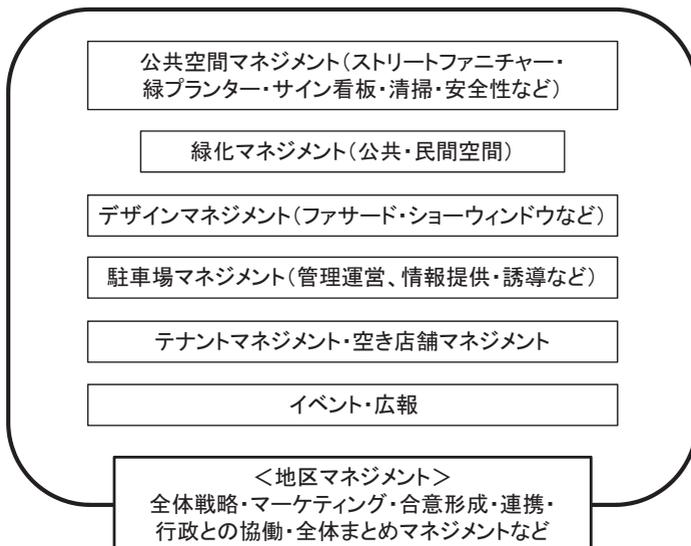 公共空間マネジメント(ストリートファニチャー・
緑プランター・サイン看板・清掃・安全性など)
緑化マネジメント(公共・民間空間)
デザインマネジメント(ファサード・ショーウィンドウなど)
駐車場マネジメント(管理運営、情報提供・誘導など)
テナントマネジメント・空き店舗マネジメント
イベント・広報
<地区マネジメント>
全体戦略・マーケティング・合意形成・連携・
行政との協働・全体まとめマネジメントなど